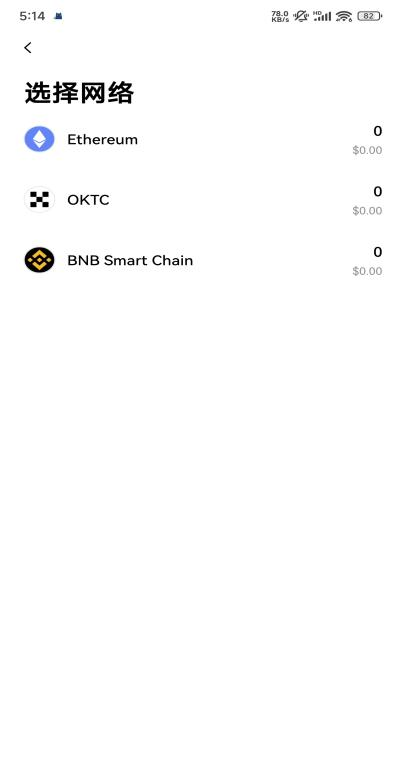 5:14
78.0
KB/s
HD
82
选择网络
Ethereum
0
$0.00
OKTC
0
$0.00
BNB Smart Chain
0
$0.00